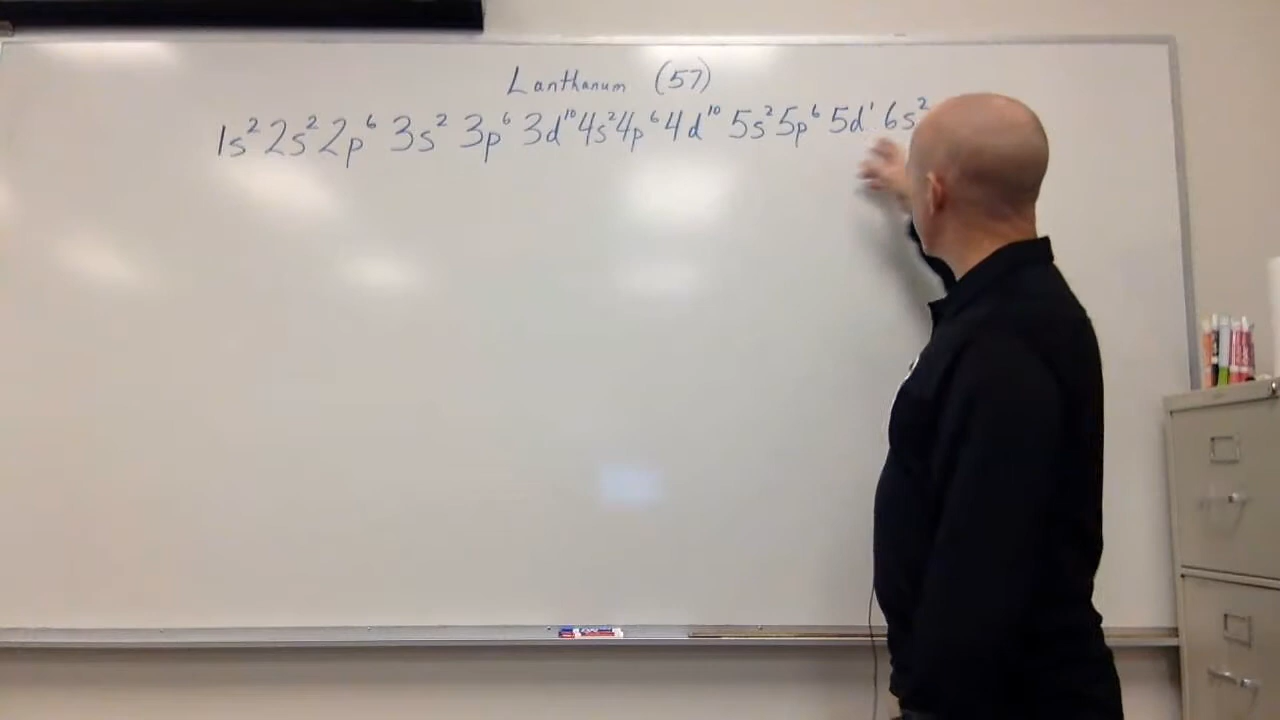 Lanthanum (57)
1s² 2s² 2p⁶ 3s² 3p⁶ 3d¹⁰ 4s² 4p⁶ 4d¹⁰ 5s² 5p⁶ 5d¹ 6s²